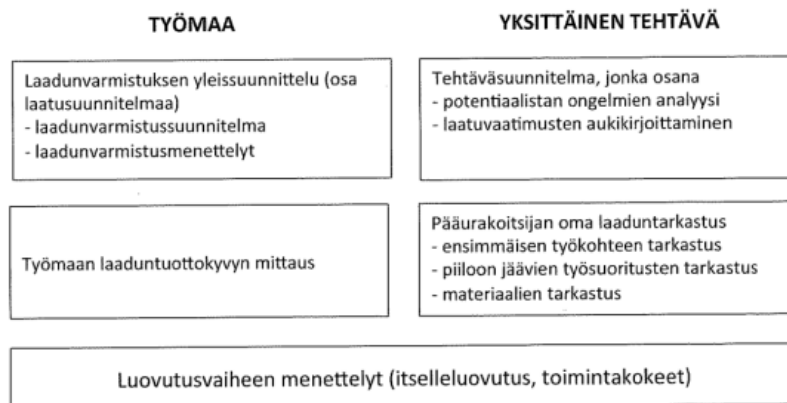 TYÖMAA
Laadunvarmistuksen yleissuunnittelu (osa
laatusuunnitelmaa)
- laadunvarmistussuunnitelma
- laadunvarmistusmenettelyt
Työmaan laaduntuottokyvyn mittaus
YKSITTÄINEN TEHTÄVÄ
Tehtäväsuunnitelma, jonka osana
- potentiaalistan ongelmien analyysi
- laatuvaatimusten aukikirjoittaminen
Pääurakoitsijan oma laaduntarkastus
- ensimmäisen työkohteen tarkastus
- piiloon jäävien työsuoritusten tarkastus
- materiaalien tarkastus
Luovutusvaiheen menettelyt (itselleluovutus, toimintakokeet)